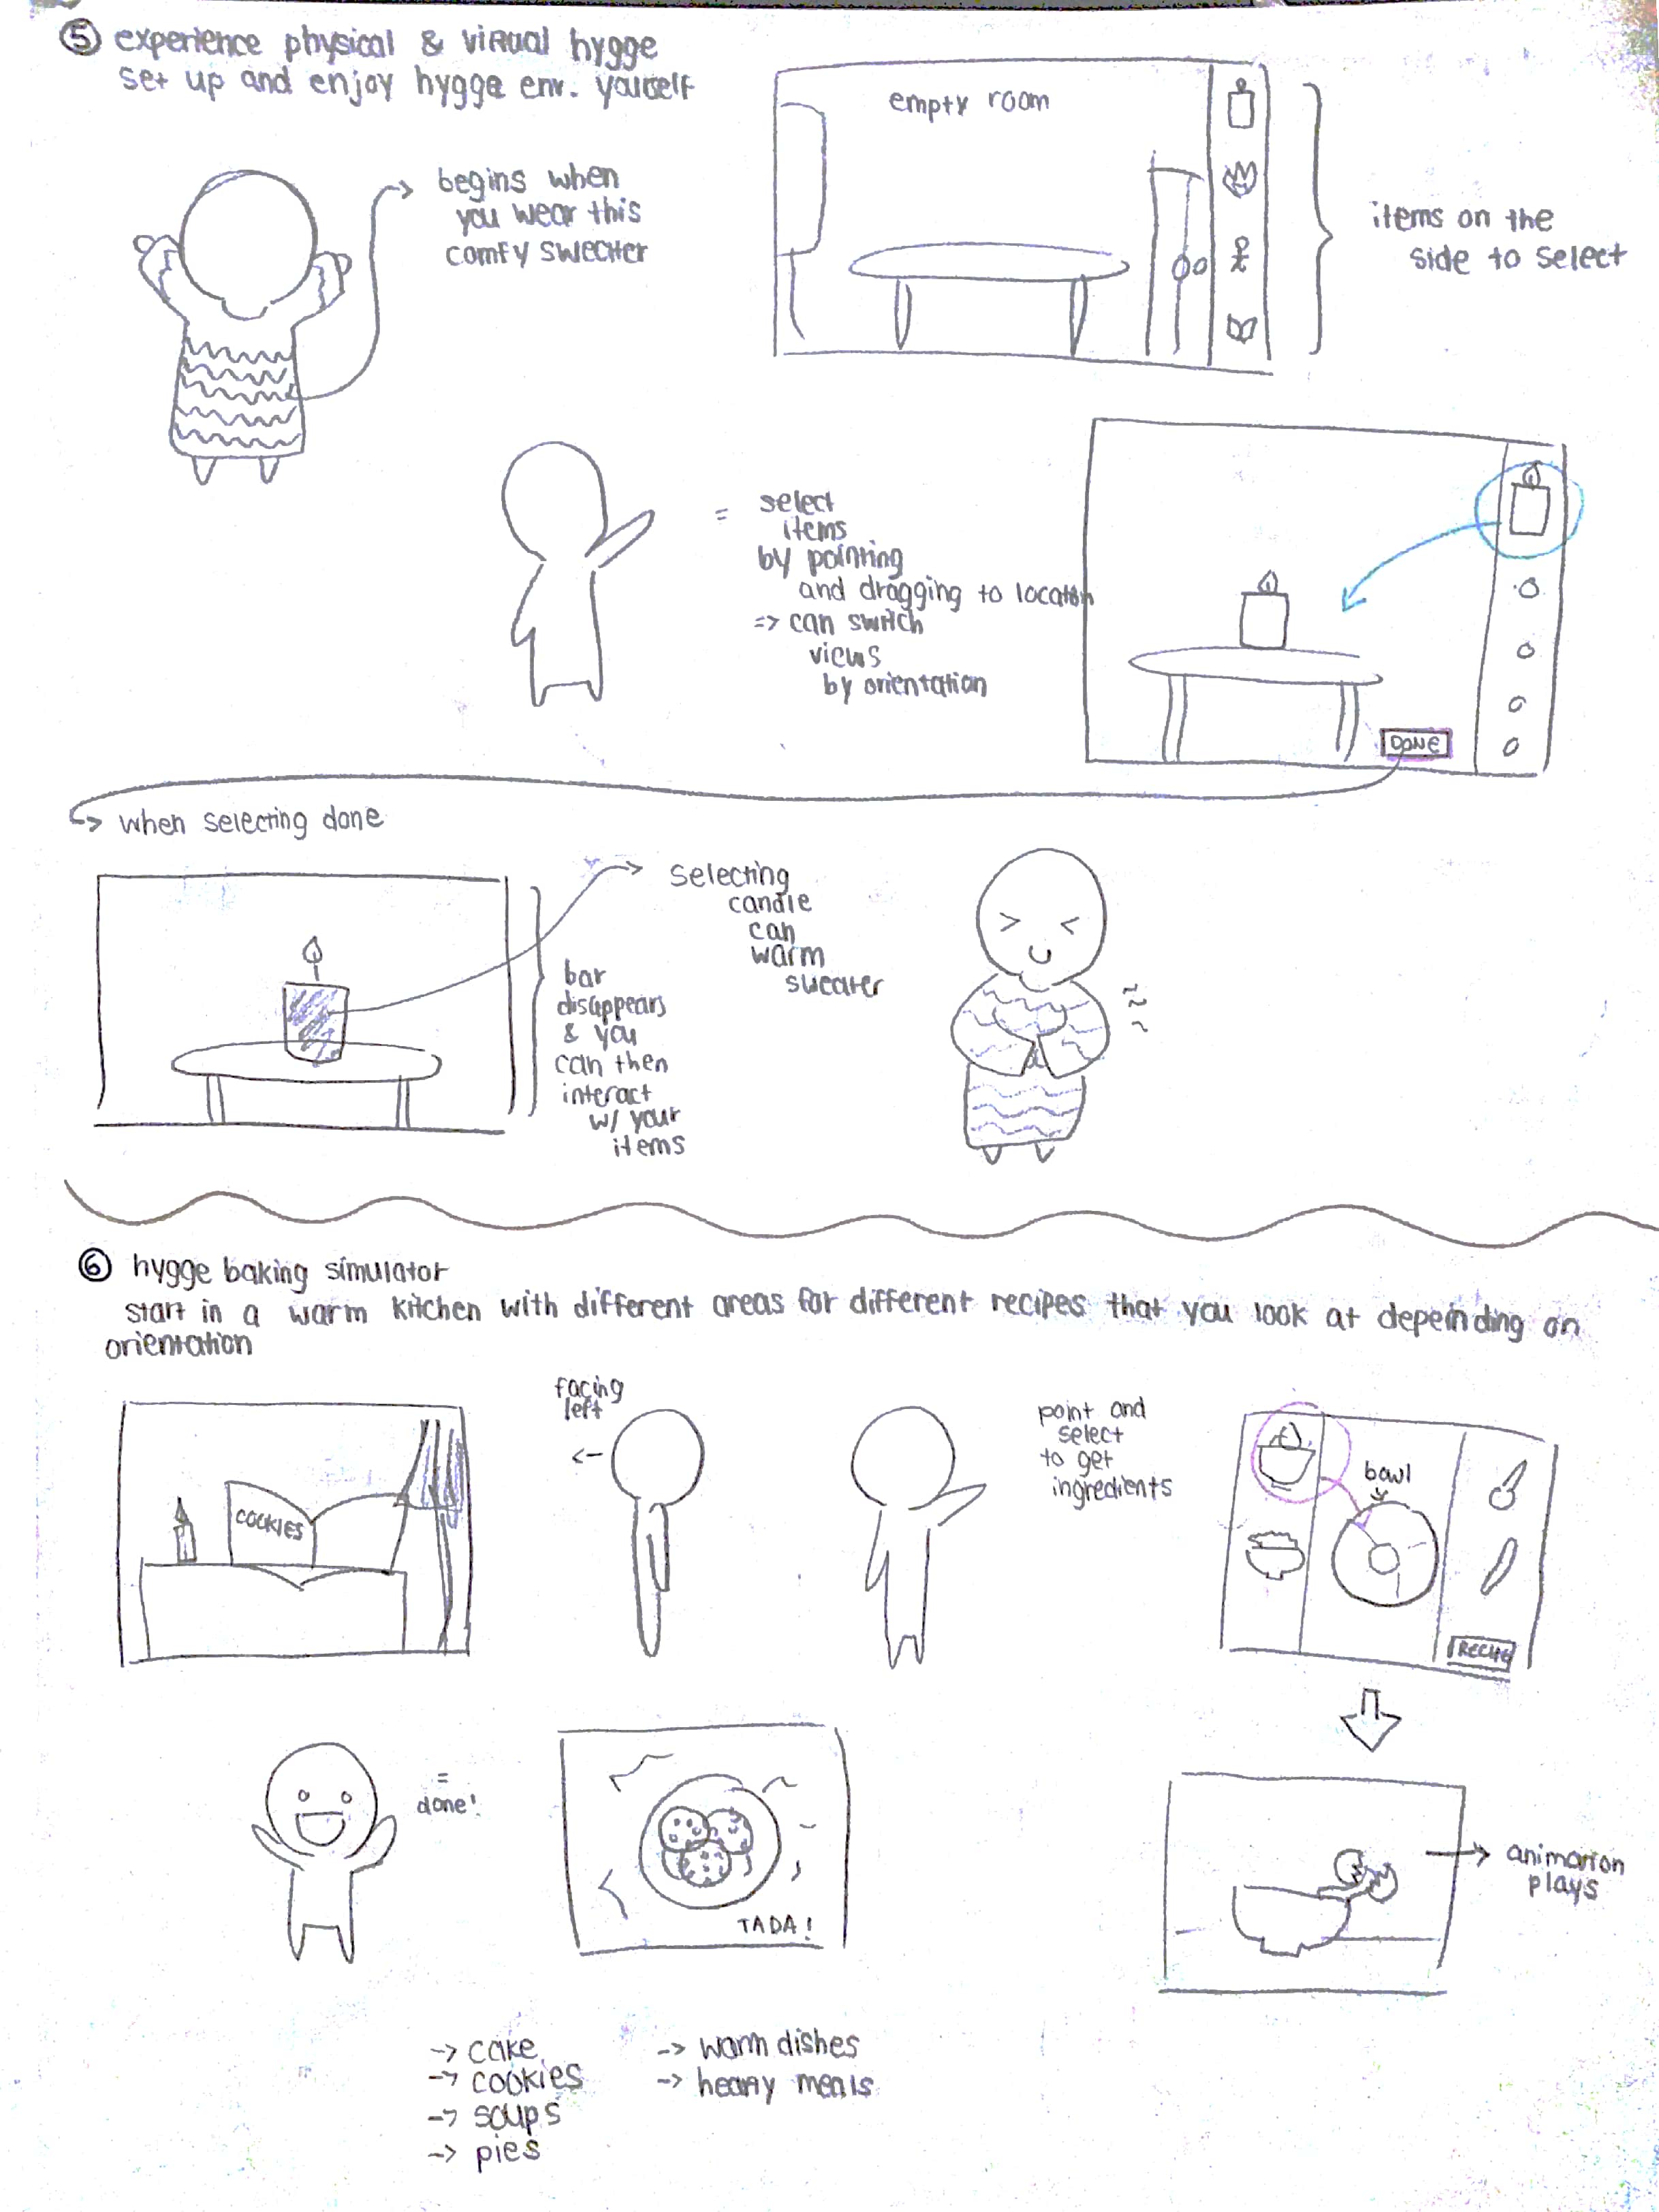 ⑤ experience physical & virtual hygge
set up and enjoy hygge env. yourself
begins when
you wear this
comfy sweater
empty room
items on the
side to select
= select
items
by pointing
and dragging to location
=> can switch
views
by orientation
DONE
-> when selecting done
selecting
candle
can
warm
sweater
bar
disappears
& you
can then
interact
w/ your
items
⑥ hygge baking simulator
start in a warm kitchen with different areas for different recipes that you look at depending on
orientation
COOKIES
facing
left
<-
point and
select
to get
ingredients
bowl
RECIPE
=
done!
TADA!
animation
plays
-> cake
-> cookies
-> soups
-> pies
-> warm dishes
-> heavy meals